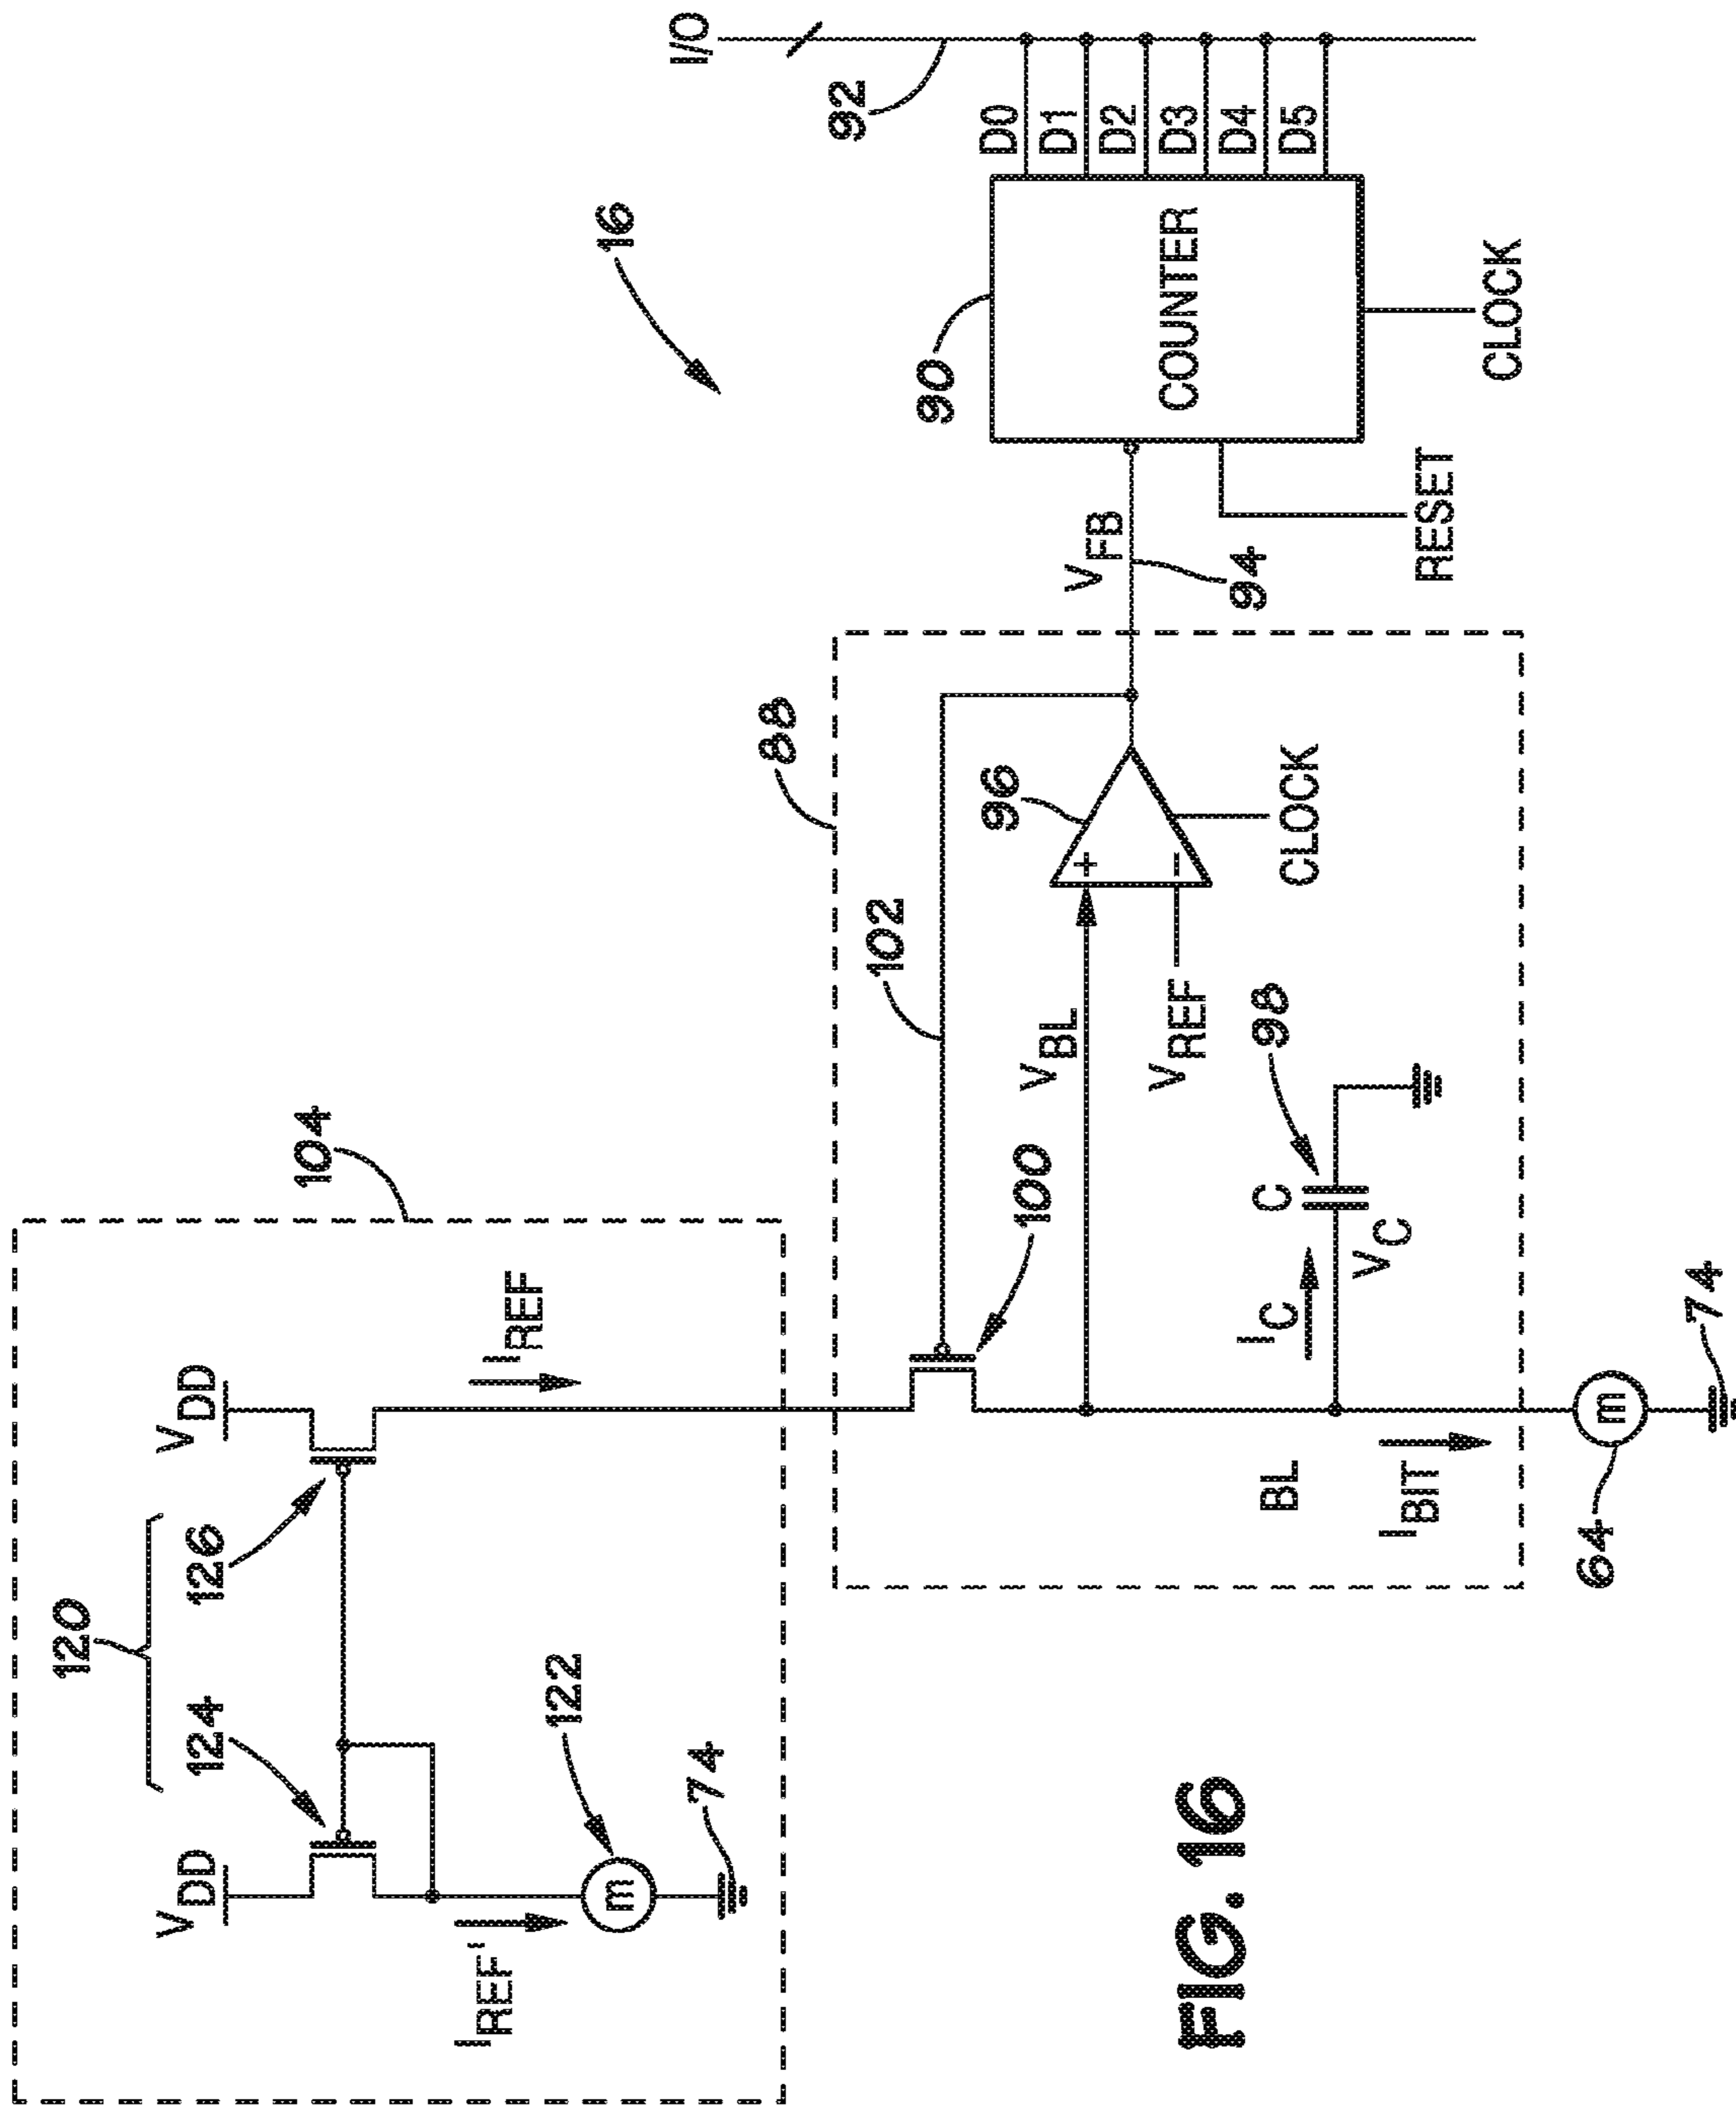 104
120
V_DD
V_DD
124
126
I_REF'
I_REF
m
122
74
88
16
102
100
V_BL
96
+
−
V_REF
CLOCK
V_FB
94
I_C
C
98
V_C
BL
I_BIT
m
64
74
I/O
92
90
COUNTER
D0
D1
D2
D3
D4
D5
RESET
CLOCK
FIG. 16